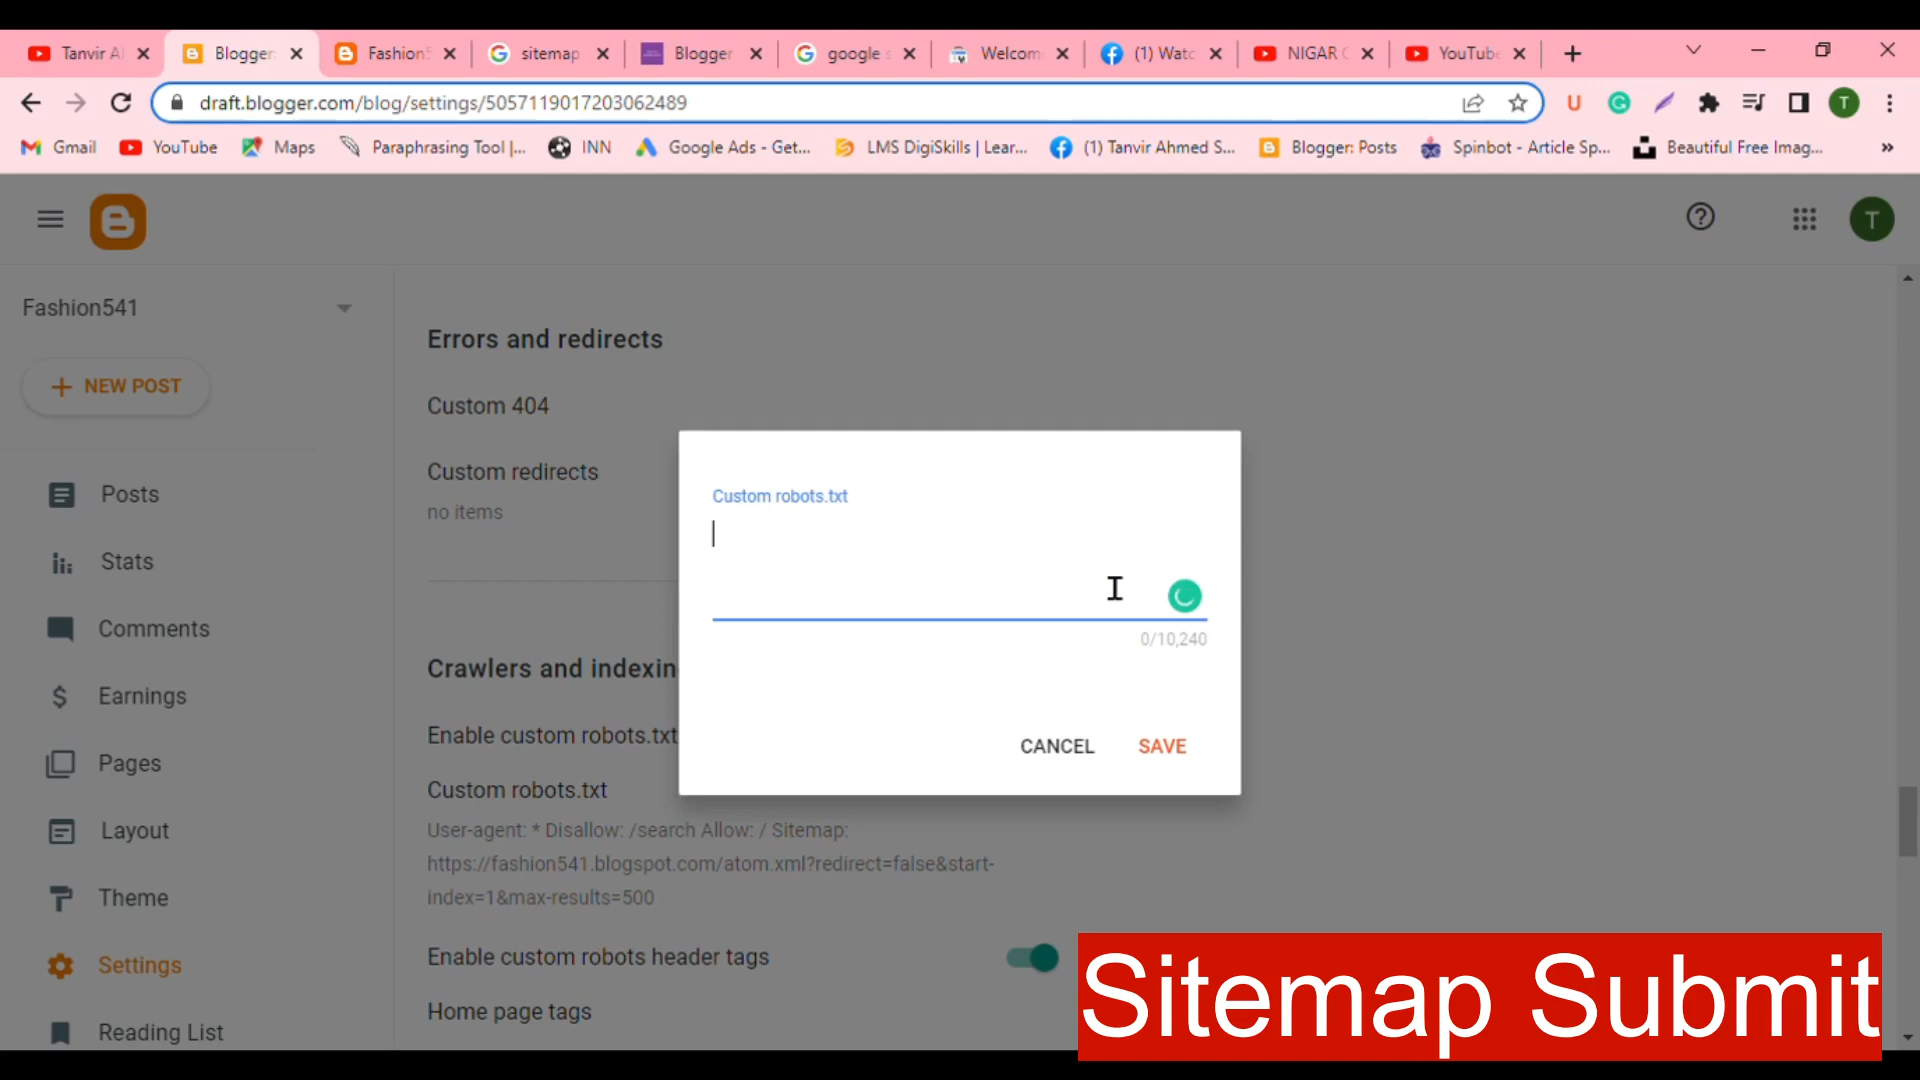 Tanvir A
Blogger:
Fashion5
sitemap
Blogger
google s
Welcom
(1) Watc
NIGAR
YouTube
draft.blogger.com/blog/settings/5057119017203062489
U
T
Gmail
YouTube
Maps
Paraphrasing Tool |...
INN
Google Ads - Get...
LMS DigiSkills | Lear...
(1) Tanvir Ahmed S...
Blogger: Posts
Spinbot - Article Sp...
Beautiful Free Imag...
»
T
Fashion541
NEW POST
Posts
Stats
Comments
Earnings
Pages
Layout
Theme
Settings
Reading List
Errors and redirects
Custom 404
Custom redirects
no items
Crawlers and indexin
Enable custom robots.txt
Custom robots.txt
User-agent: * Disallow: /search Allow: / Sitemap:
https://fashion541.blogspot.com/atom.xml?redirect=false&start-
index=1&max-results=500
Enable custom robots header tags
Home page tags
Custom robots.txt
0/10,240
CANCEL
SAVE
Sitemap Submit